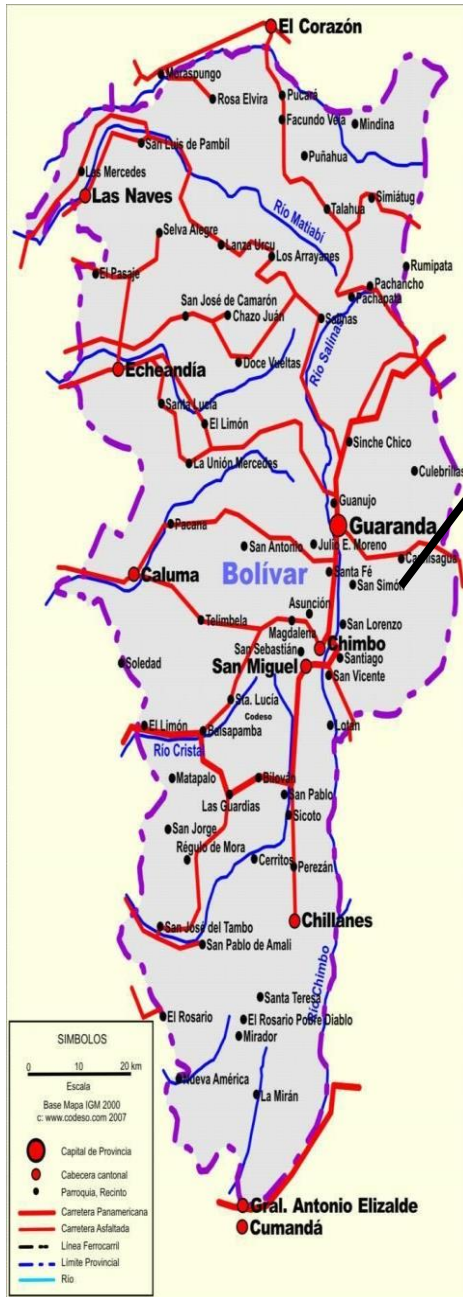 El Corazón
Moraspungo
Rosa Elvira
Pucará
Facundo Vela
Mindina
San Luis de Pambil
Puñahua
Las Mercedes
Las Naves
Simiátug
Talahua
Río Matiabí
Selva Alegre
Lanza Urcu
Los Arrayanes
El Pasaje
Rumipata
Pachancho
Pachapata
San José de Camarón
Chazo Juán
Salinas
Río Salinas
Doce Vueltas
Echeandía
Santa Lucía
El Limón
Sinche Chico
La Unión Mercedes
Culebrillas
Guanujo
Guaranda
Pacana
San Antonio
Julio E. Moreno
Bolívar
Santa Fé
San Simón
Caluma
Asunción
Telimbela
Magdalena
San Lorenzo
Chimbo
San Sebastián
Santiago
San Miguel
Soledad
San Vicente
Sta. Lucía
Codeso
El Limón
Balsapamba
Lotan
Río Cristal
Matapalo
Bilován
Las Guardias
San Pablo
Sicoto
San Jorge
Régulo de Mora
Cerritos
Perezán
Chillanes
San José del Tambo
San Pablo de Amali
Río Chimbo
Santa Teresa
El Rosario
El Rosario Pobre Diablo
Mirador
Nueva América
La Mirán
Gral. Antonio Elizalde
Cumandá
SIMBOLOS
0 10 20 km
Escala
Base Mapa IGM 2000
c: www.codeso.com 2007
Capital de Provincia
Cabecera cantonal
Parroquia, Recinto
Carretera Panamericana
Carretera Asfaltada
Línea Ferrocarril
Limite Provincial
Río